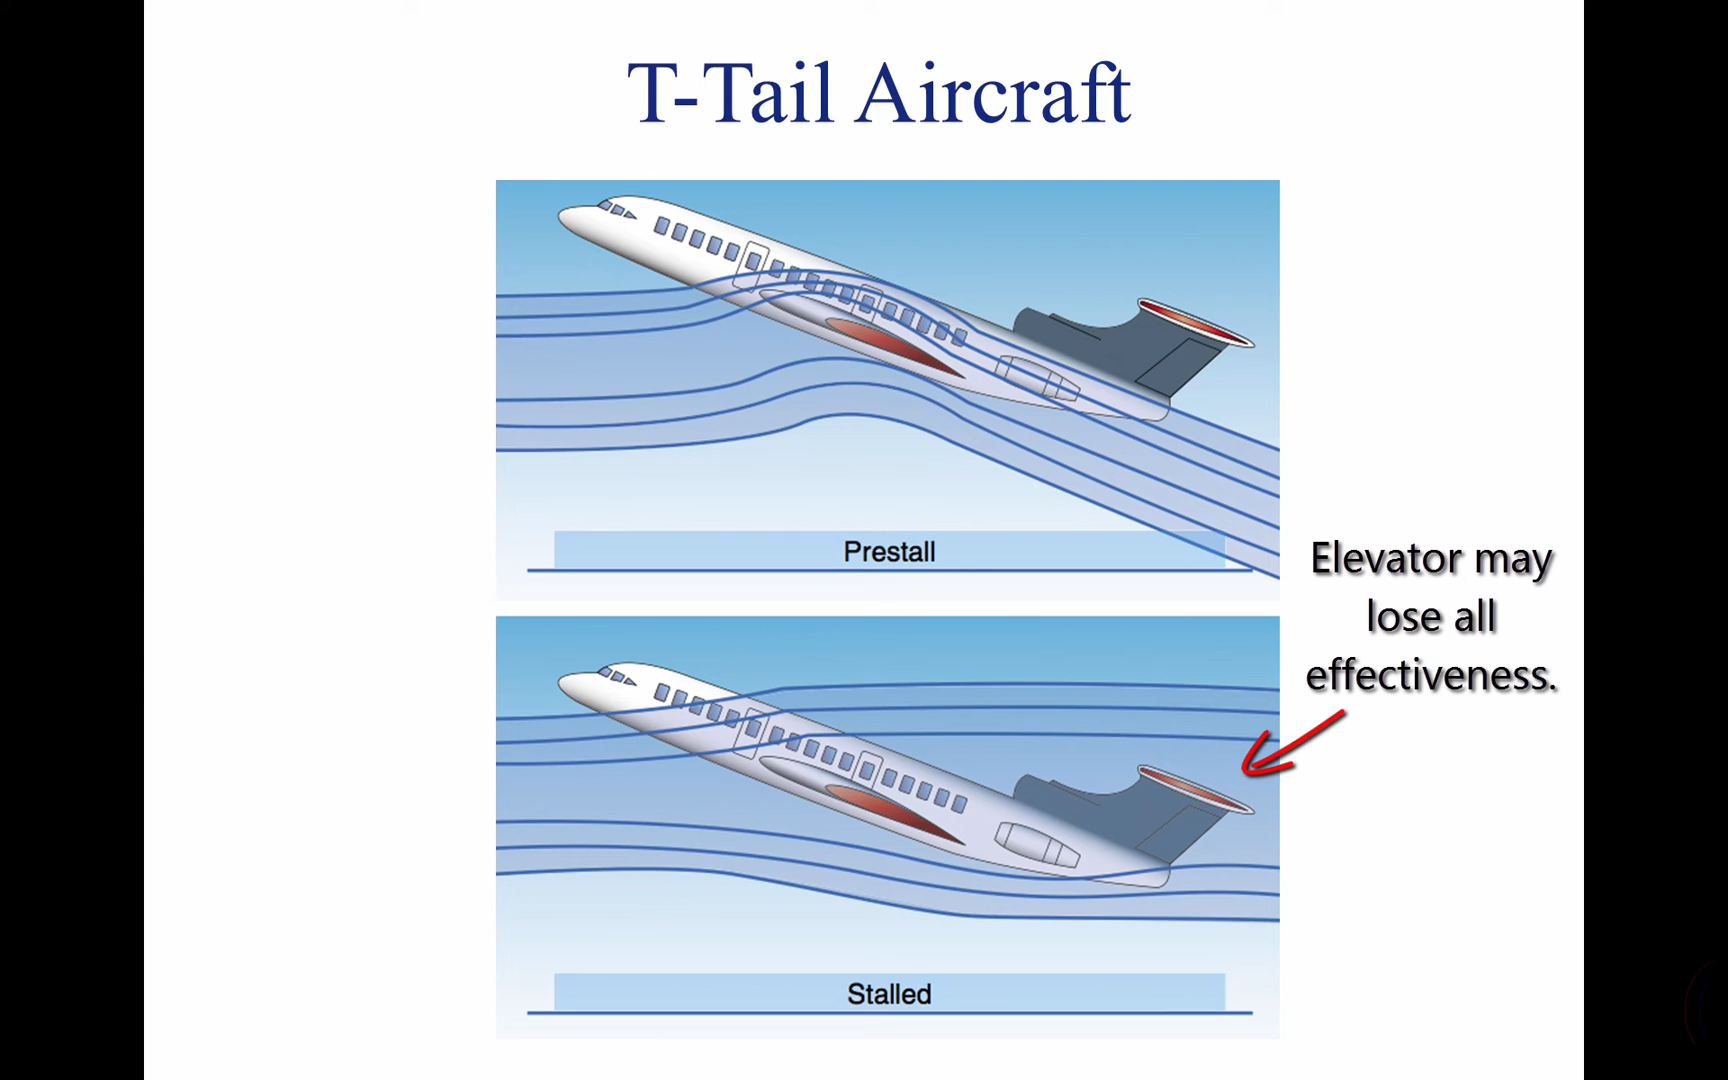 T-Tail Aircraft
Prestall
Elevator may
lose all
effectiveness.
Stalled